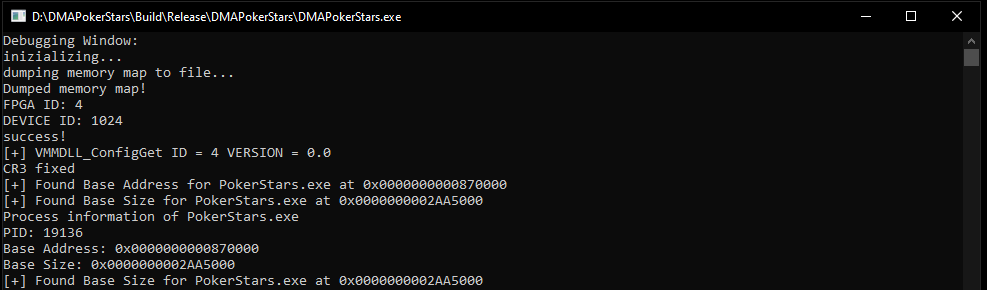 D:\DMAPokerStars\Build\Release\DMAPokerStars\DMAPokerStars.exe
Debugging Window:
inizializing...
dumping memory map to file...
Dumped memory map!
FPGA ID: 4
DEVICE ID: 1024
success!
[+] VMMDLL_ConfigGet ID = 4 VERSION = 0.0
CR3 fixed
[+] Found Base Address for PokerStars.exe at 0x0000000000870000
[+] Found Base Size for PokerStars.exe at 0x0000000002AA5000
Process information of PokerStars.exe
PID: 19136
Base Address: 0x0000000000870000
Base Size: 0x0000000002AA5000
[+] Found Base Size for PokerStars.exe at 0x0000000002AA5000